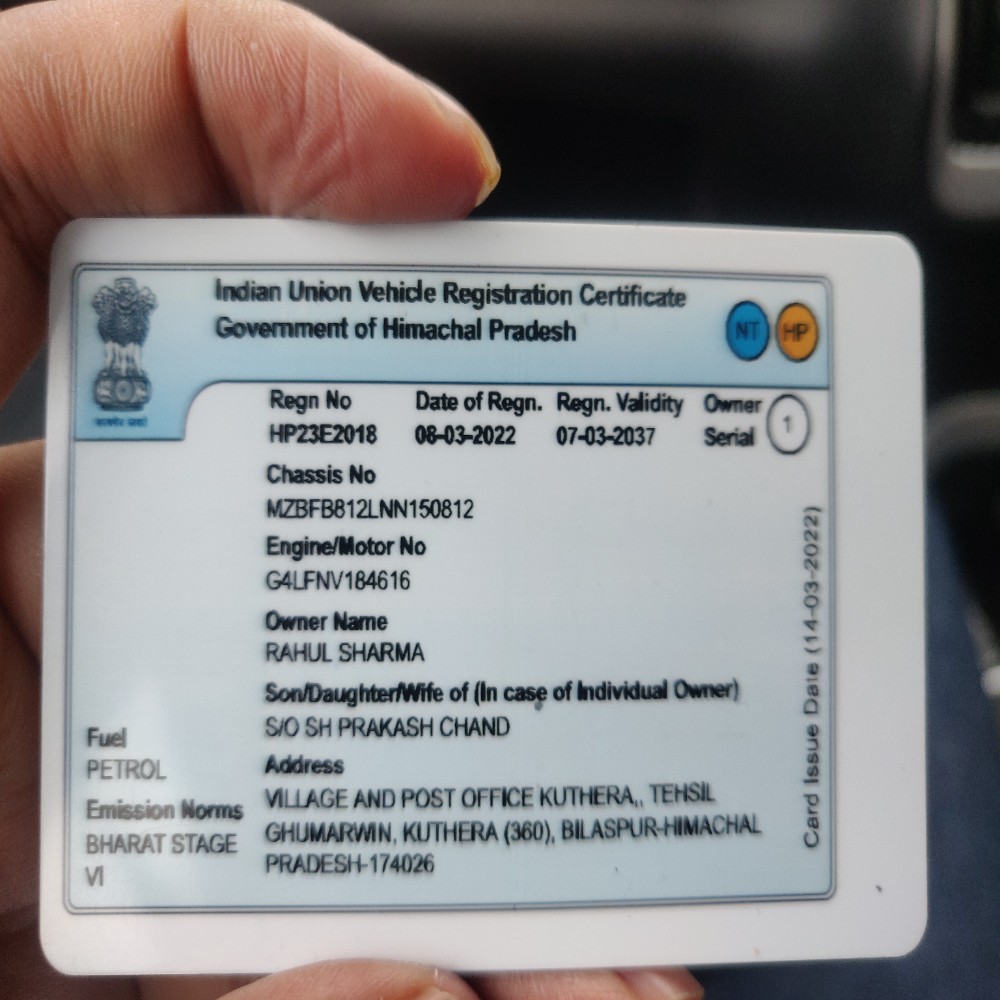 Indian Union Vehicle Registration Certificate
Government of Himachal Pradesh
NT HP
Regn No Date of Regn. Regn. Validity Owner Serial 1
HP23E2018 08-03-2022 07-03-2037
Chassis No
MZBFB812LNN150812
Engine/Motor No
G4LFNV184616
Owner Name
RAHUL SHARMA
Son/Daughter/Wife of (In case of Individual Owner)
S/O SH PRAKASH CHAND
Address
VILLAGE AND POST OFFICE KUTHERA,, TEHSIL
GHUMARWIN, KUTHERA (360), BILASPUR-HIMACHAL
PRADESH-174026
Fuel
PETROL
Emission Norms
BHARAT STAGE
VI
Card Issue Date (14-03-2022)